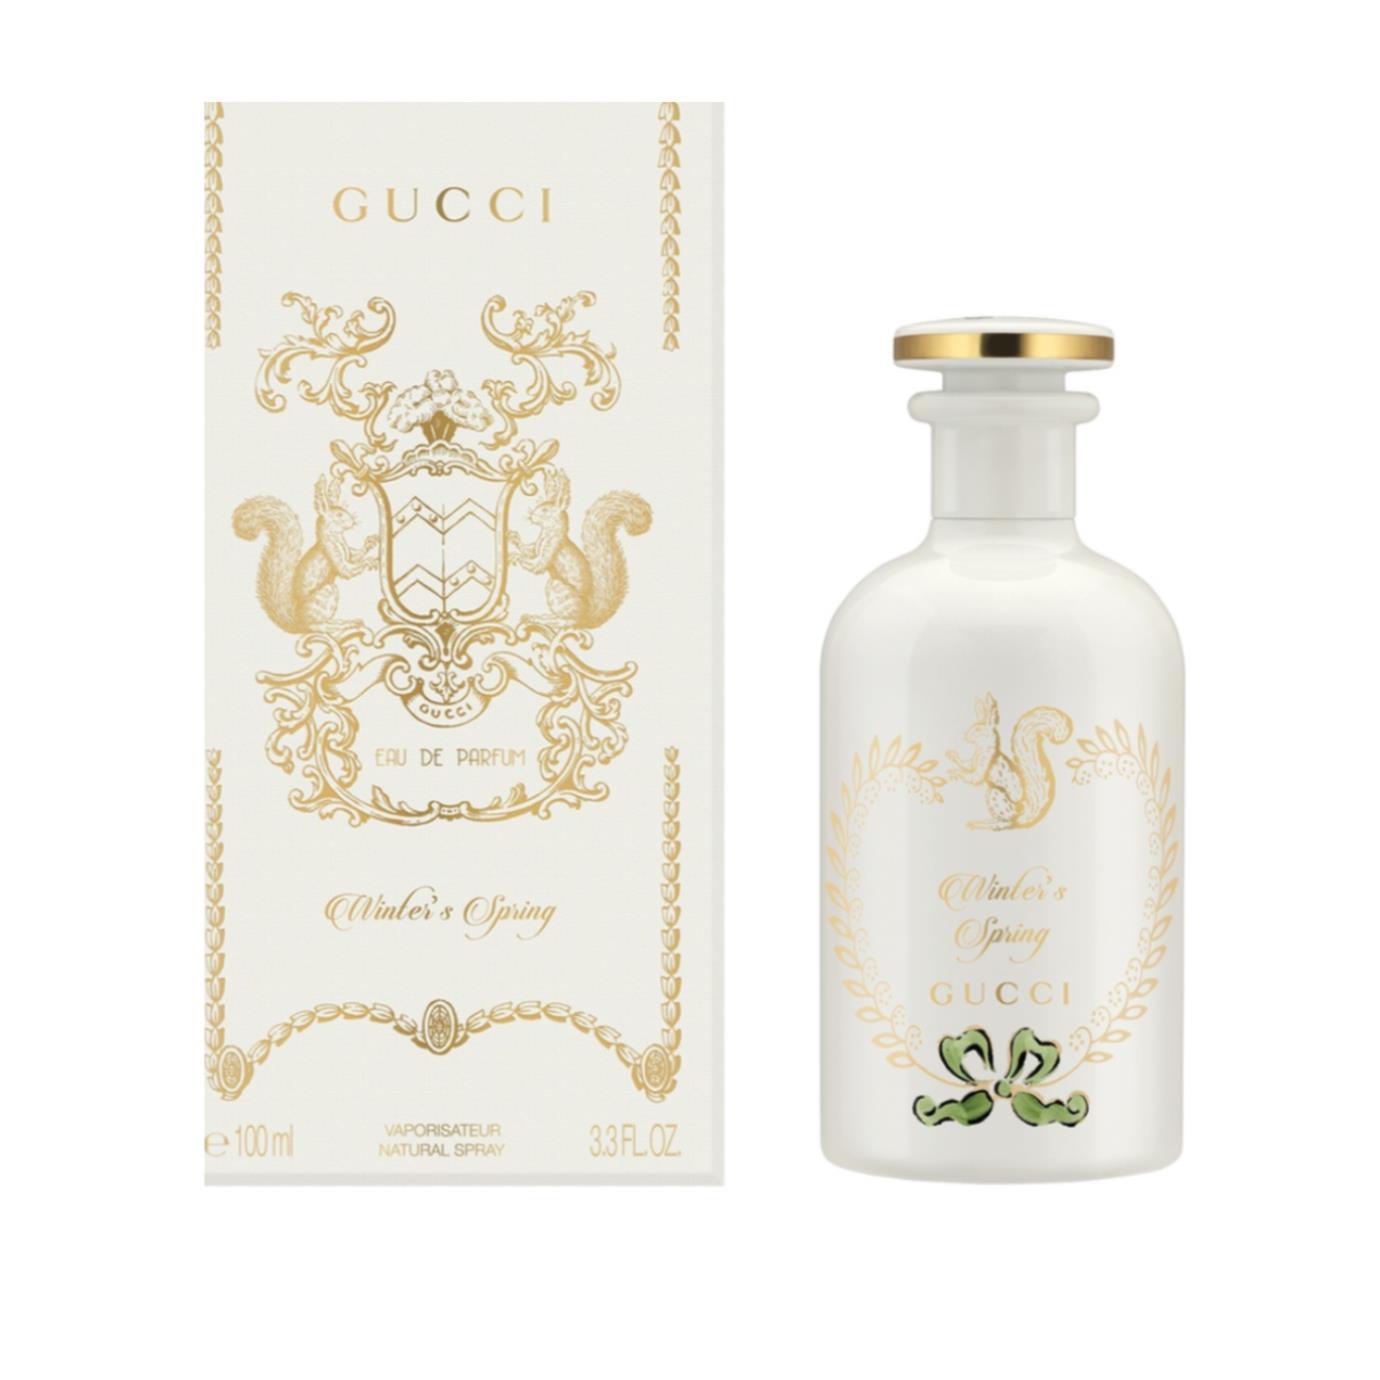 GUCCI
GUCCI
EAU DE PARFUM
Winter's Spring
e 100 ml
VAPORISATEUR
NATURAL SPRAY
3.3 FL.OZ.
Winter's
Spring
GUCCI